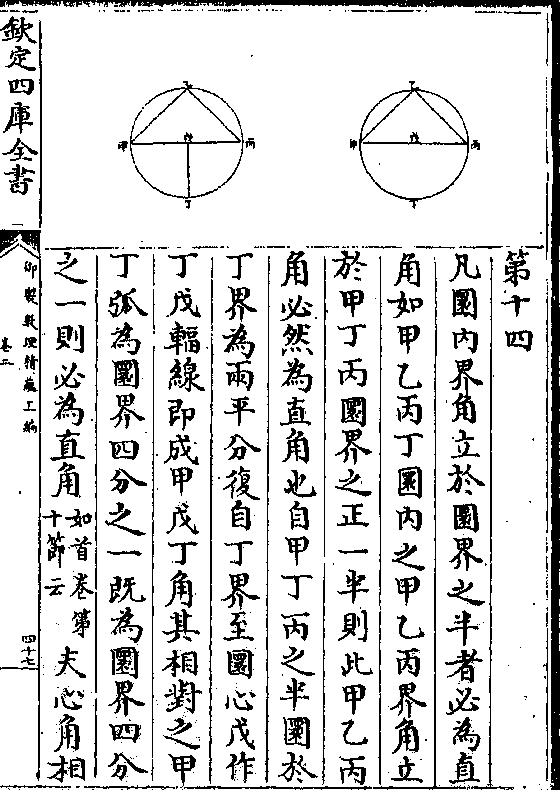 第十四
凡圜内界角立於圜界之半者必為直
角如甲乙丙丁圜内之甲乙丙界角立
於甲丁丙圜界之正一半則此甲乙丙
角必然為直角也自甲丁丙之半圜於
丁界為兩平分復自丁界至圜心戊作
丁戊輻線即成甲戊丁角其相對之甲
丁弧為圜界四分之一既為圜界四分
之一則必為直角如首卷第十節云夫心角相
乙
甲
戊
丙
丁
乙
甲
戊
丙
丁
欽定四庫全書
御製數理精蘊上編
卷二
四十七